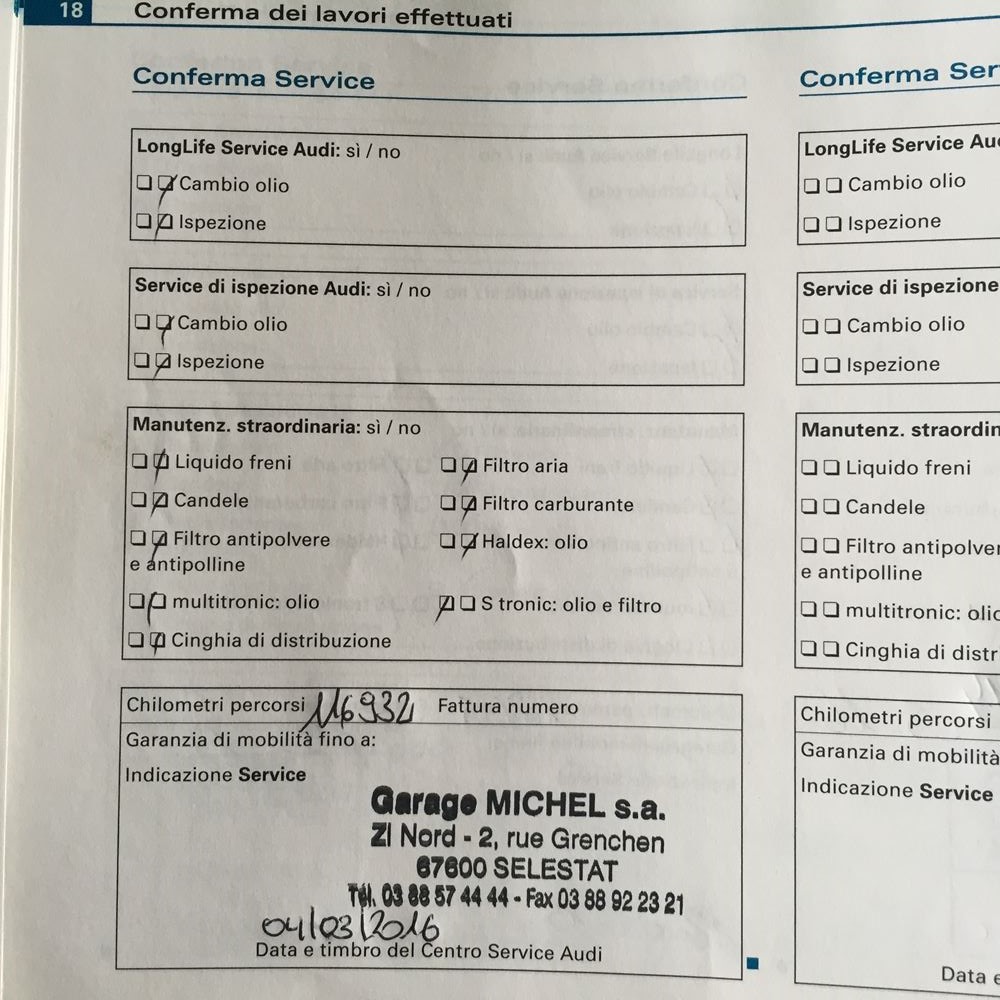 18 Conferma dei lavori effettuati
Conferma Service
LongLife Service Audi: sì / no
Cambio olio
Ispezione
Service di ispezione Audi: sì / no
Cambio olio
Ispezione
Manutenz. straordinaria: sì / no
Liquido freni Filtro aria
Candele Filtro carburante
Filtro antipolvere Haldex: olio
e antipolline
multitronic: olio S tronic: olio e filtro
Cinghia di distribuzione
Chilometri percorsi 116932 Fattura numero
Garanzia di mobilità fino a:
Indicazione Service
Garage MICHEL s.a.
ZI Nord - 2, rue Grenchen
67600 SELESTAT
Tél. 03 88 57 44 44 - Fax 03 88 92 23 21
04/03/2016
Data e timbro del Centro Service Audi
Conferma Ser
LongLife Service Au
Cambio olio
Ispezione
Service di ispezione
Cambio olio
Ispezione
Manutenz. straordin
Liquido freni
Candele
Filtro antipolver
e antipolline
multitronic: olio
Cinghia di distr
Chilometri percorsi
Garanzia di mobilità
Indicazione Service
Data e